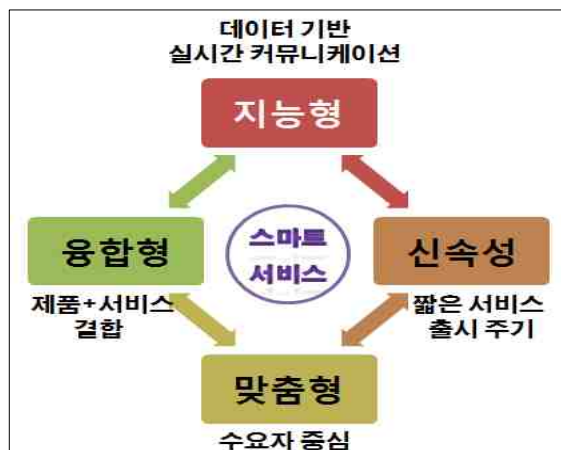 데이터 기반
실시간 커뮤니케이션
지능형
융합형
스마트
서비스
신속성
제품+서비스
결합
짧은 서비스
출시 주기
맞춤형
수요자 중심